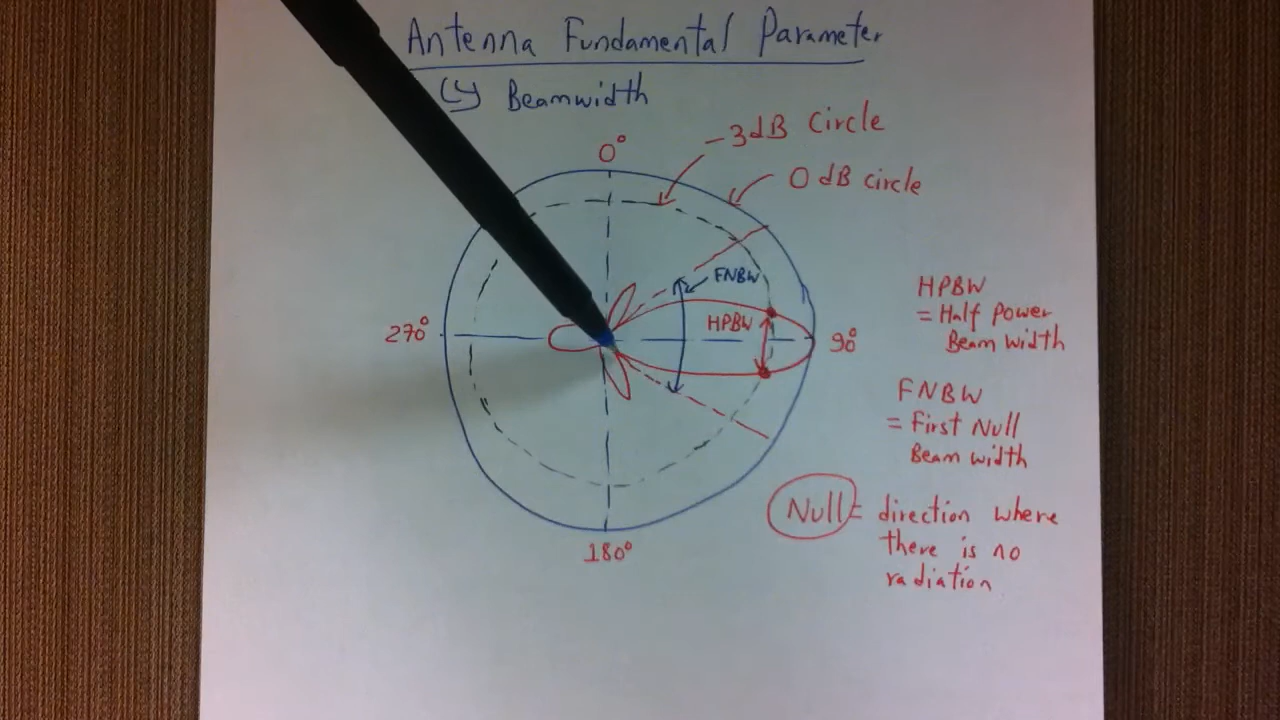 Antenna Fundamental Parameter
Beamwidth
-3dB Circle
0°
0 dB circle
FNBW
HPBW
270°
90°
180°
HPBW
= Half Power
Beam width
FNBW
= First Null
Beam width
Null = direction where
there is no
radiation